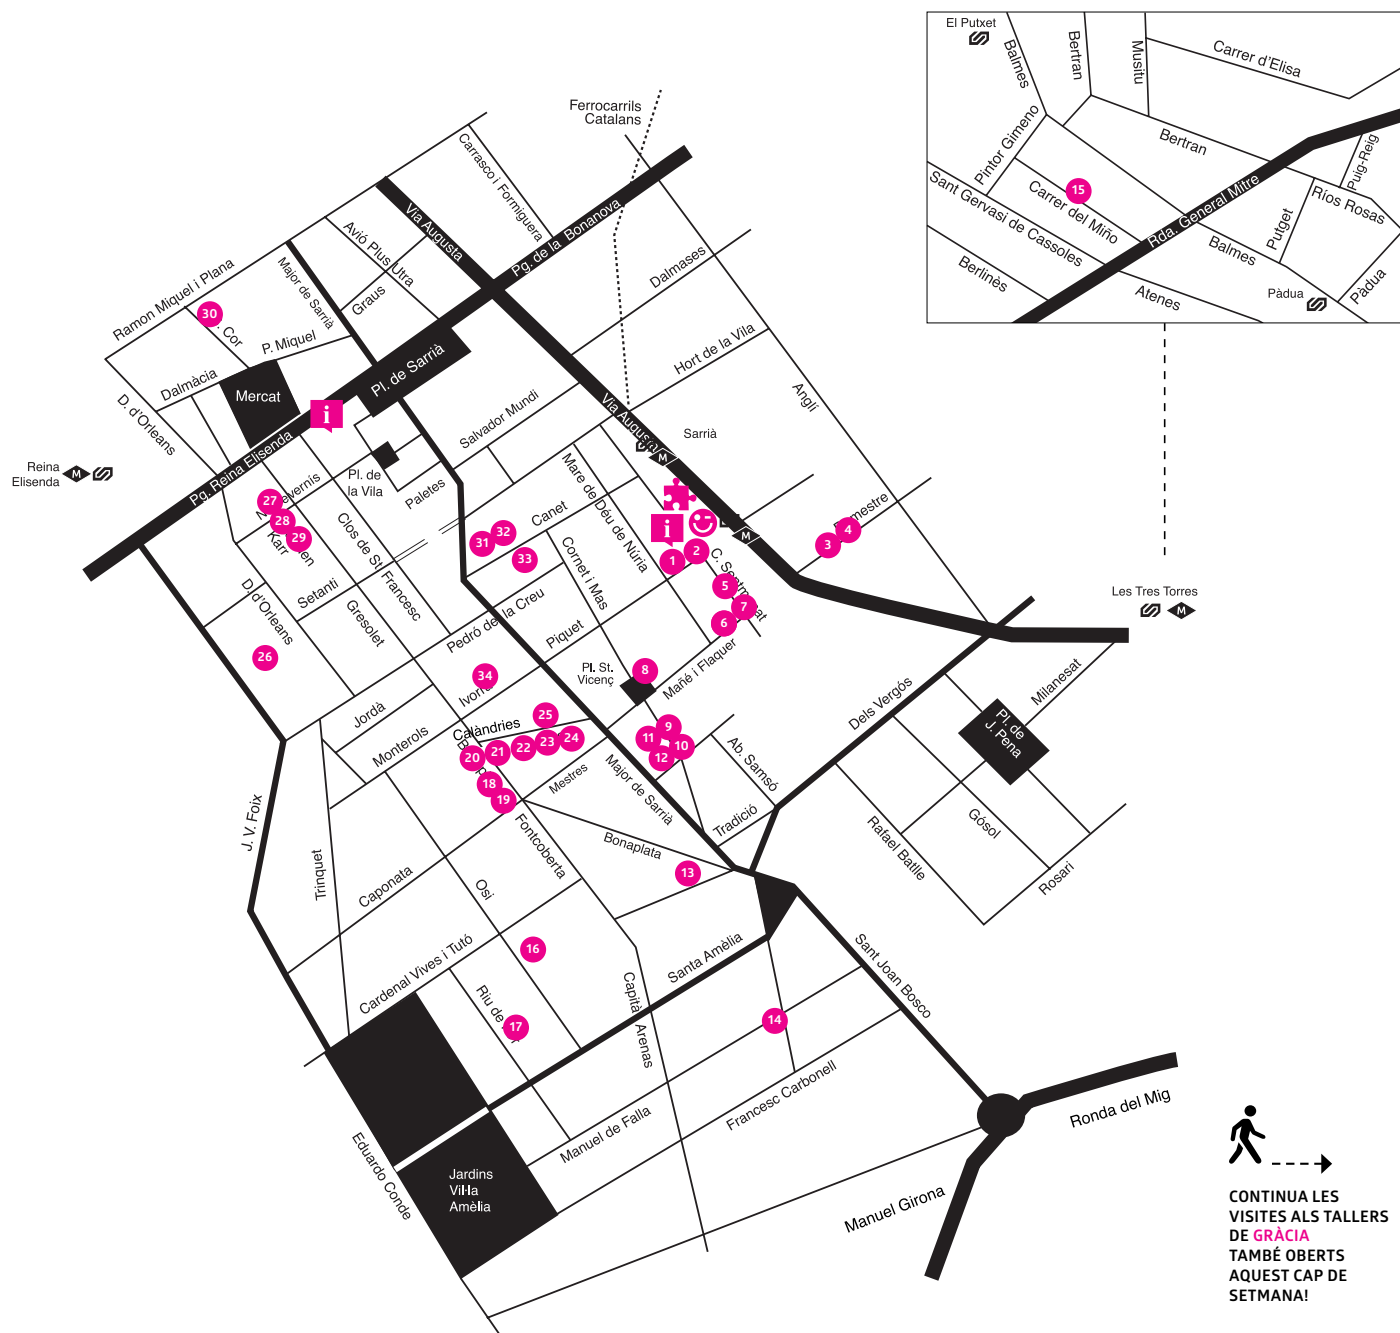 El Putxet
Balmes
Bertran
Musitu
Carrer d'Elisa
Pintor Gimeno
Bertran
Puig-Reig
Sant Gervasi de Cassoles
15
Carrer del Miño
Rda. General Mitre
Ríos Rosas
Putget
Balmes
Berlinès
Atenes
Pàdua
Pàdua
Ferrocarrils
Catalans
Carrasco i Formiguera
Via Augusta
Pg. de la Bonanova
Avió Plus Utra
Major de Sarrià
Graus
Ramon Miquel i Plana
30
Cor
P. Miquel
Dalmases
Pl. de Sarrià
Hort de la Vila
Dalmàcia
Mercat
D. d'Orleans
i
Anglí
Salvador Mundi
Via Augusta
Sarrià
M
Pg. Reina Elisenda
Reina
Elisenda
M
Pl. de
la Vila
Paletes
Mare de Déu de Núria
27
28
29
Clos de St. Francesc
Canet
31
32
33
Cornet i Mas
i
M
1
2
3
4
5
6
7
Setanti
D. d'Orleans
Gresolet
Pedró de la Creu
Piquet
Les Tres Torres
M
26
34
Pl. St.
Vicenç
8
Mañé i Flaquer
Milanesat
Jordà
Dels Vergós
Pl. de
J. Pena
Monterols
Calàndries
25
9
10
11
12
20
21
22
23
24
18
19
Mestres
Major de Sarrià
Ab. Samsó
Tradició
J. V. Foix
Trinquet
Fontcoberta
Bonaplata
Rafael Batlle
Gósol
Rosari
Caponata
Osi
13
16
Cardenal Vives i Tutó
Santa Amèlia
Sant Joan Bosco
17
Capità Arenas
14
Manuel de Falla
Francesc Carbonell
Ronda del Mig
Eduardo Conde
Jardins
Vil·la
Amèlia
Manuel Girona
CONTINUA LES
VISITES ALS TALLERS
DE GRÀCIA
TAMBÉ OBERTS
AQUEST CAP DE
SETMANA!